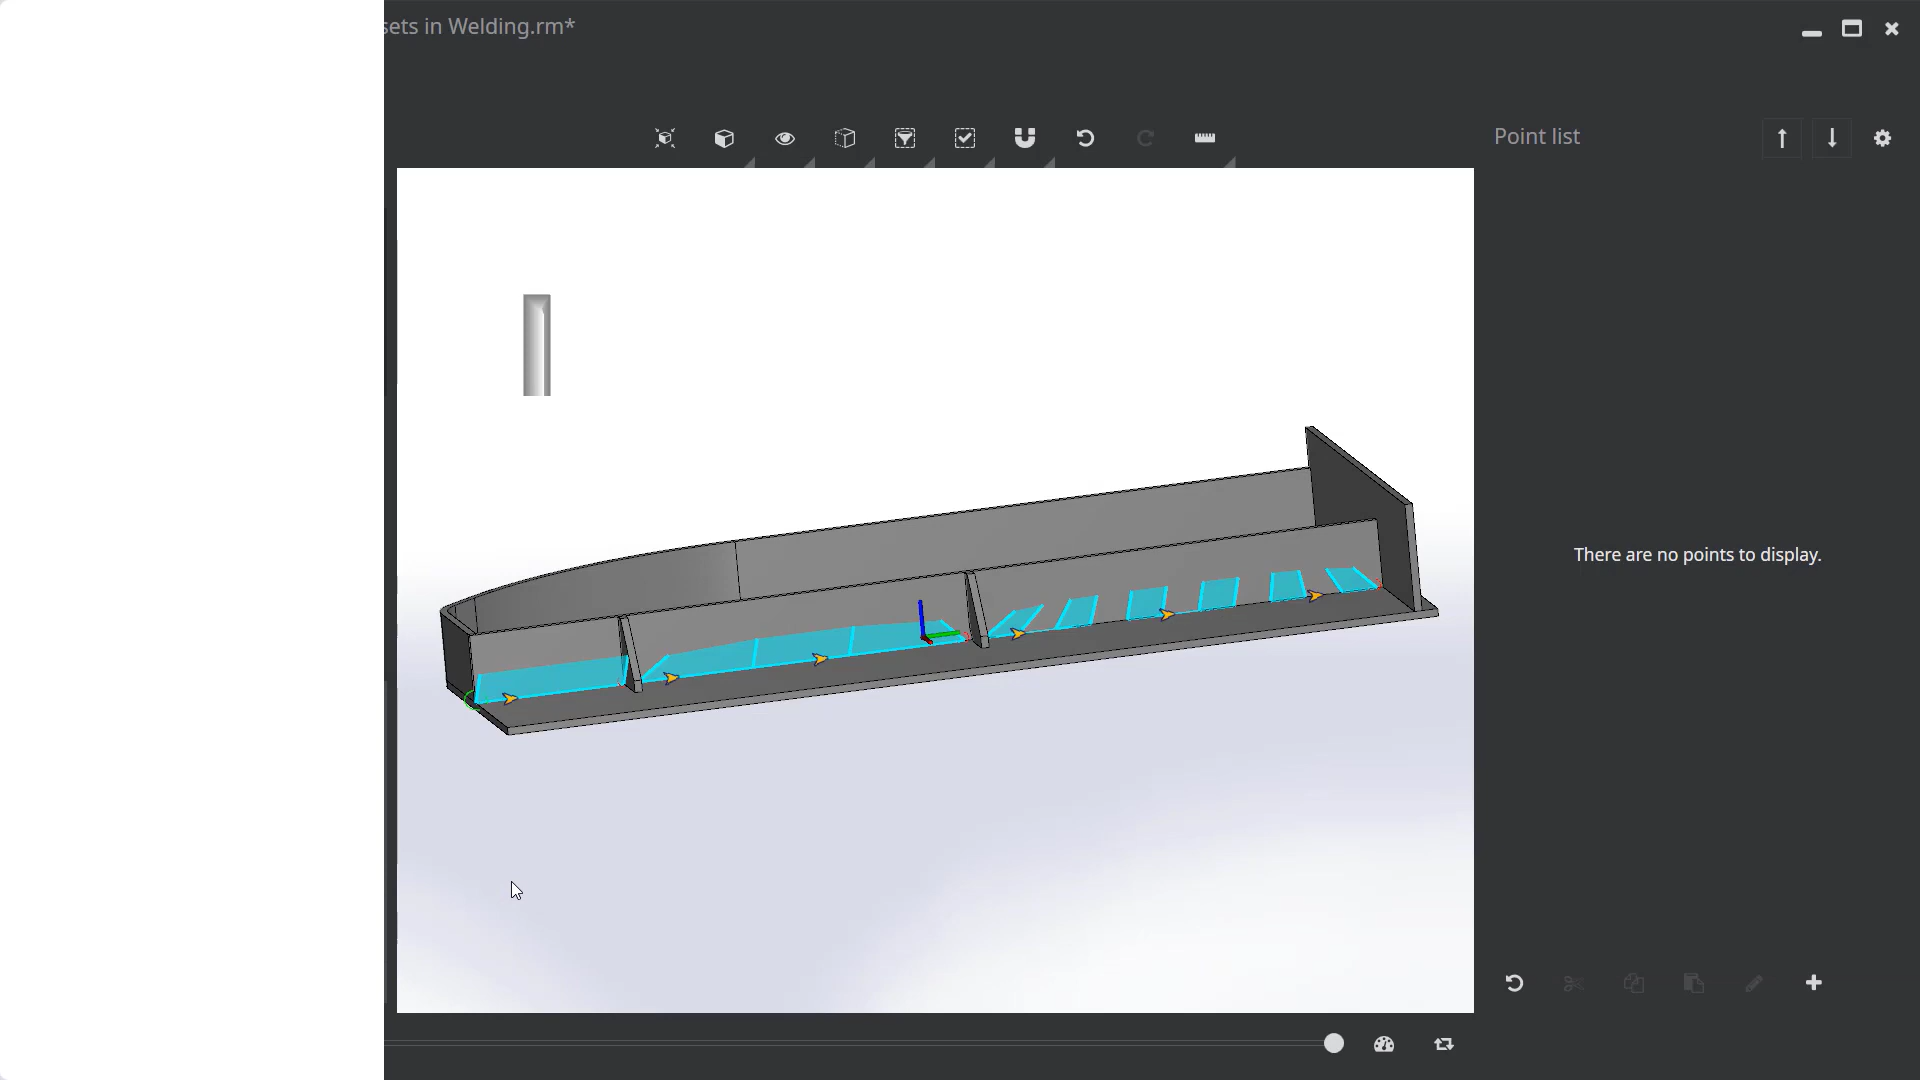 sets in Welding.rm*
Point list
There are no points to display.